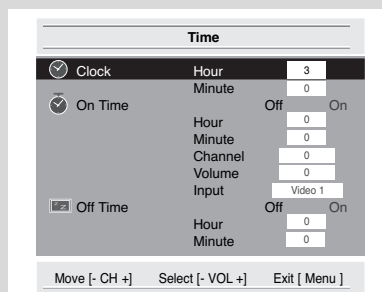 Time
Clock Hour 3
Minute 0
On Time Off On
Hour 0
Minute 0
Channel 0
Volume 0
Input Video 1
Off Time Off On
Hour 0
Minute 0
Move [- CH +] Select [- VOL +] Exit [ Menu ]